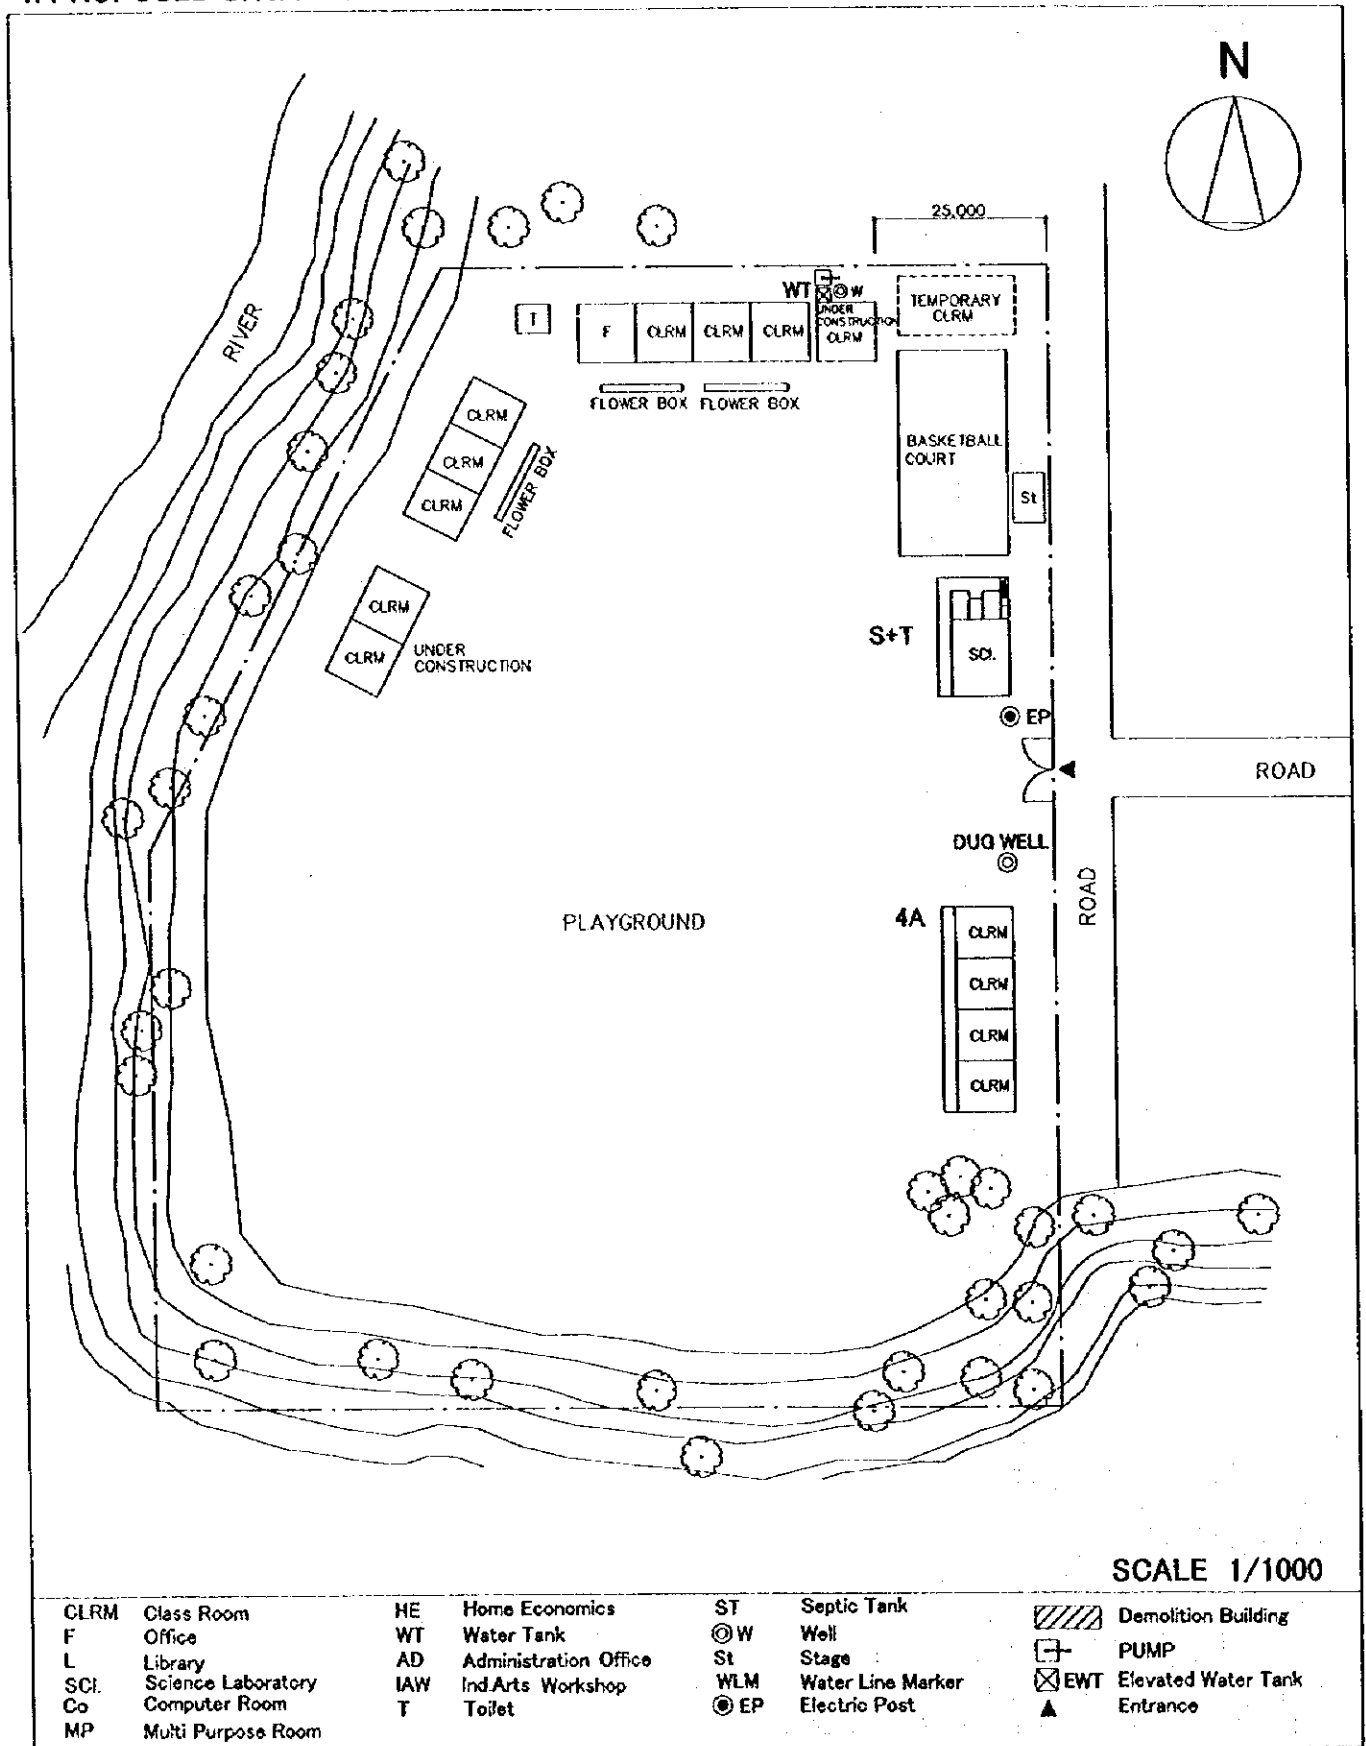 N
25.000
RIVER
WT
W
TEMPORARY
CLRM
T
F
CLRM
CLRM
CLRM
UNDER
CONSTRUCTION
CLRM
FLOWER BOX
FLOWER BOX
CLRM
CLRM
CLRM
FLOWER BOX
BASKETBALL
COURT
St
CLRM
CLRM
UNDER
CONSTRUCTION
S+T
SCI.
EP
ROAD
DUG WELL
ROAD
PLAYGROUND
4A
CLRM
CLRM
CLRM
CLRM
SCALE 1/1000
CLRM Class Room
F Office
L Library
SCI. Science Laboratory
Co Computer Room
MP Multi Purpose Room
HE Home Economics
WT Water Tank
AD Administration Office
IAW Ind Arts Workshop
T Toilet
ST Septic Tank
W Well
St Stage
WLM Water Line Marker
EP Electric Post
Demolition Building
PUMP
EWT Elevated Water Tank
Entrance